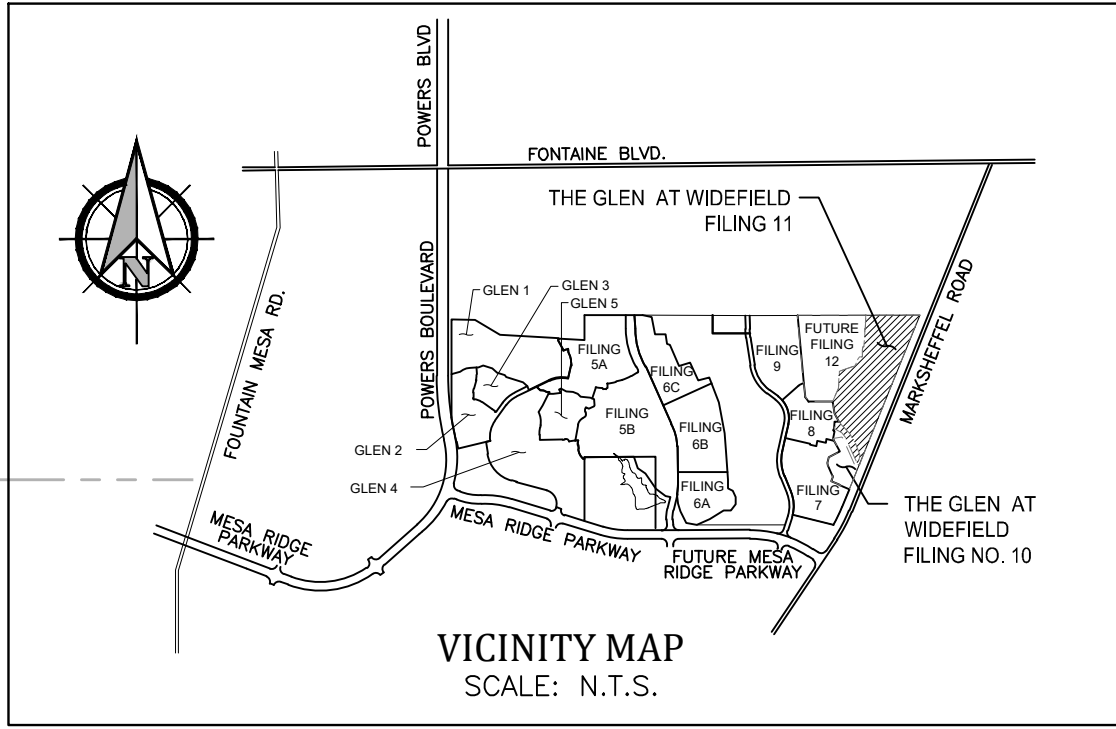 POWERS BLVD
FONTAINE BLVD.
THE GLEN AT WIDEFIELD
FILING 11
N
FOUNTAIN MESA RD.
POWERS BOULEVARD
MARKSHEFFEL ROAD
GLEN 1
GLEN 3
GLEN 5
FILING
5A
FILING
6C
FILING
9
FUTURE
FILING
12
GLEN 2
FILING
5B
FILING
6B
FILING
8
GLEN 4
FILING
6A
FILING
7
THE GLEN AT
WIDEFIELD
FILING NO. 10
MESA RIDGE
PARKWAY
MESA RIDGE PARKWAY
FUTURE MESA
RIDGE PARKWAY
VICINITY MAP
SCALE: N.T.S.